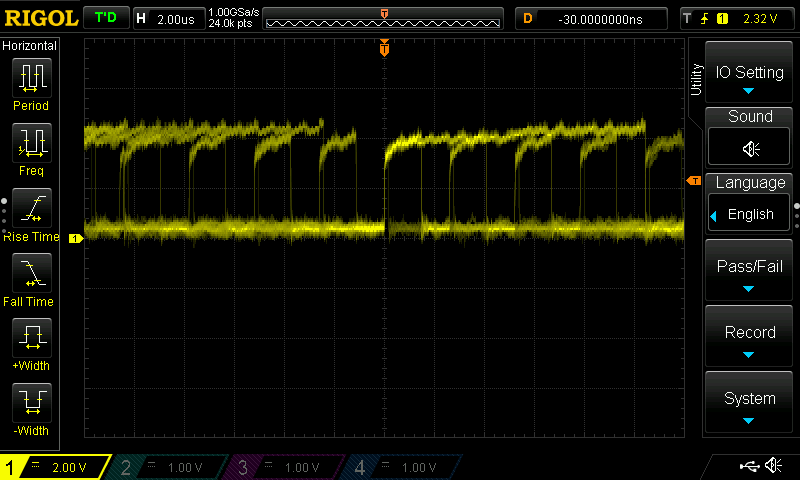 RIGOL T'D H 2.00us 1.00GSa/s 24.0k pts T D -30.0000000ns T 1 2.32 V
Horizontal
Period
Freq
Rise Time
Fall Time
+Width
-Width
T
T
1
Utility
IO Setting
Sound
Language
English
Pass/Fail
Record
System
1 2.00 V 2 1.00 V 3 1.00 V 4 1.00 V